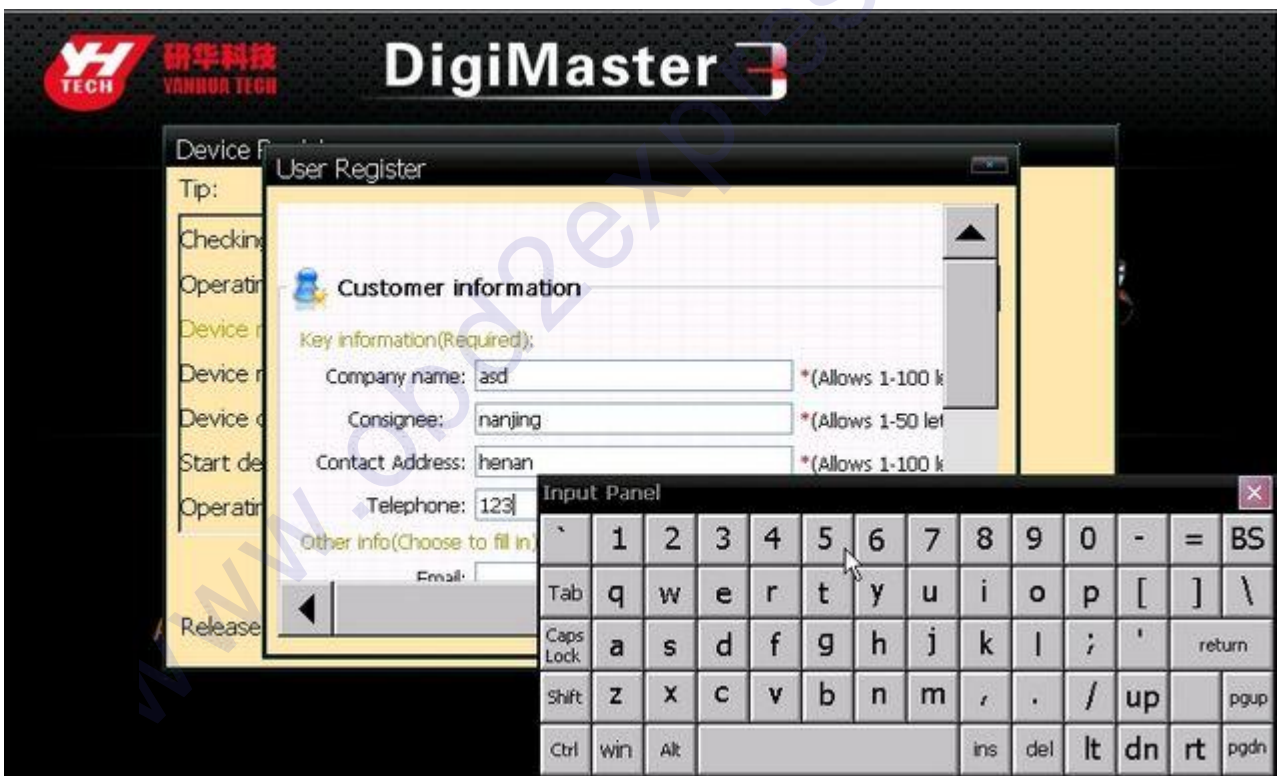 YH TECH 研华科技 YANHUA TECH
DigiMaster 3
Device
User Register
Tip:
Checking
Operatin
Customer information
Device r
Key information(Required):
Device r
Company name: asd *(Allows 1-100 l
Device
Consignee: nanjing *(Allows 1-50 let
Start de
Contact Address: henan *(Allows 1-100 l
Operatin
Telephone: 123
Other info(Choose to fill in)
Email:
Release
Input Panel
` 1 2 3 4 5 6 7 8 9 0 - = BS
Tab q w e r t y u i o p [ ] \
Caps Lock a s d f g h j k l ; ' return
Shift z x c v b n m , . / up pgup
Ctrl win Alt ins del lt dn rt pgdn